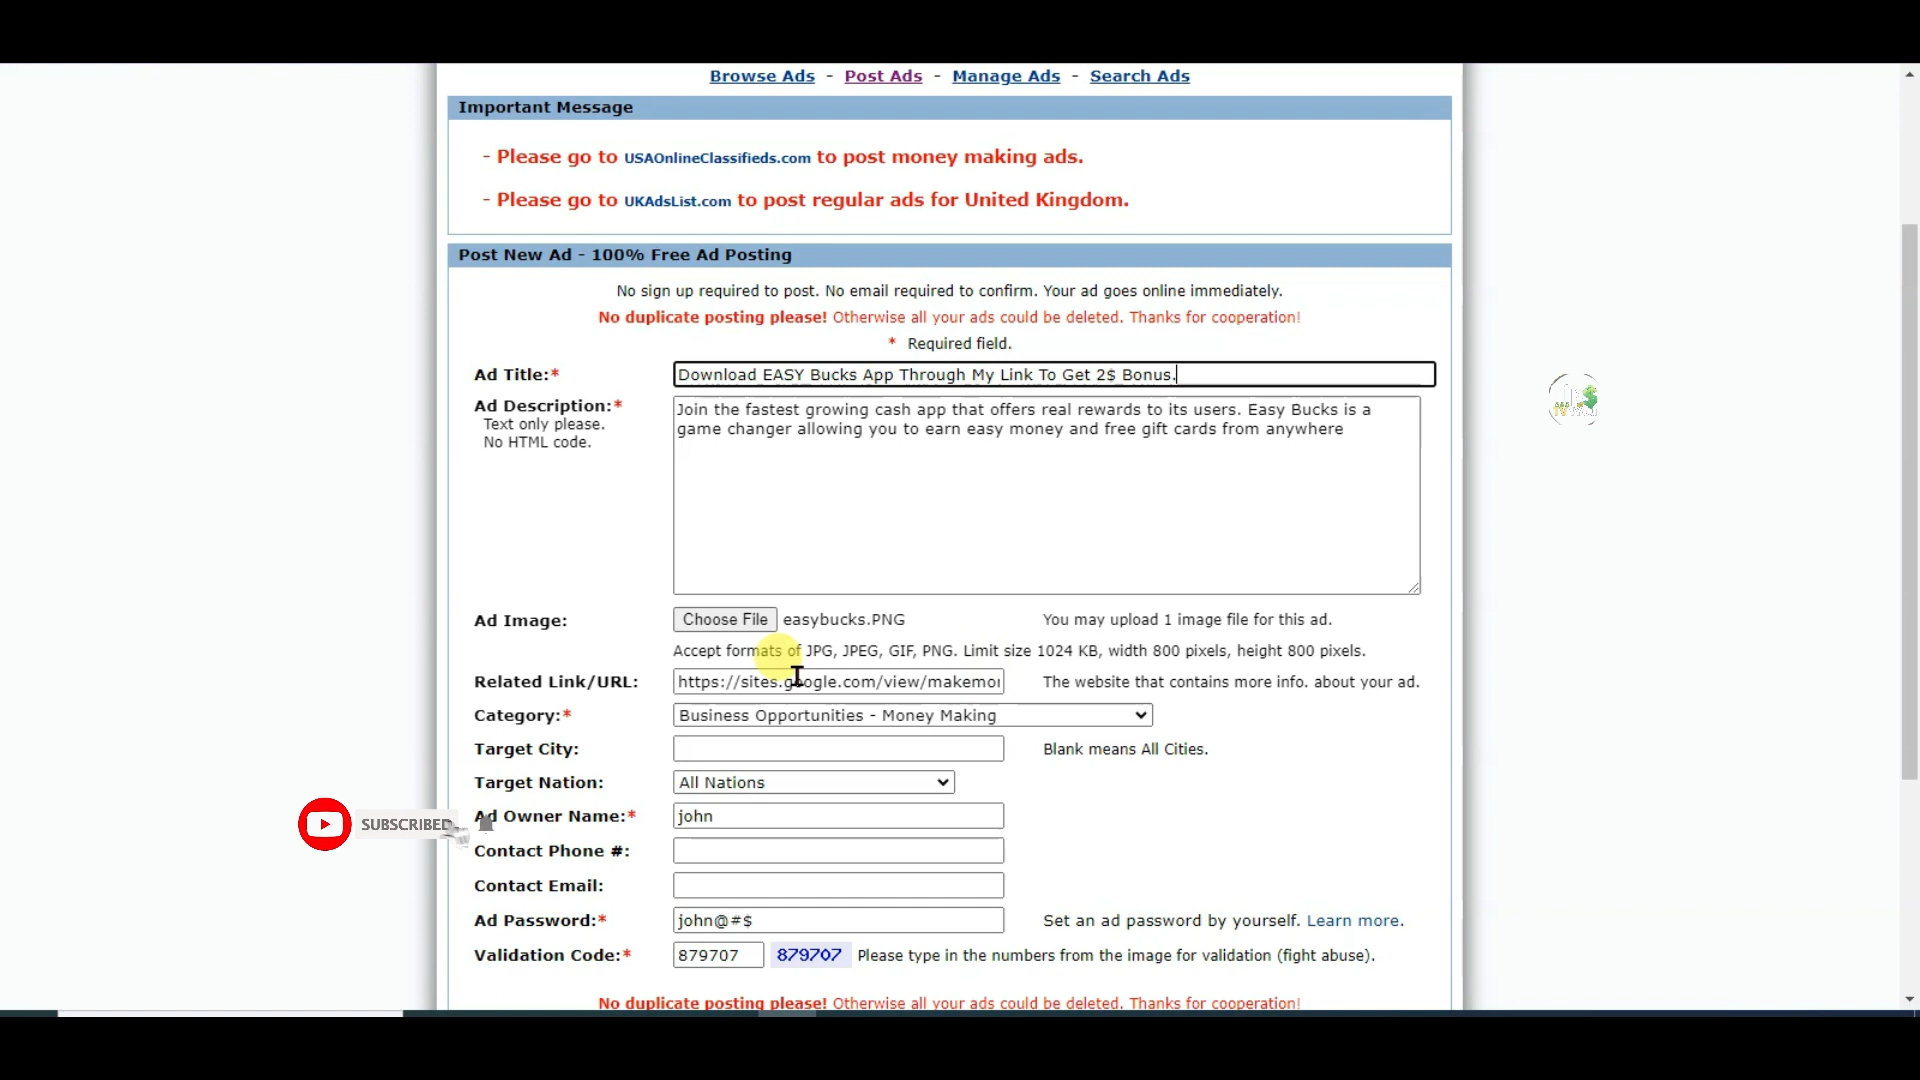 Browse Ads - Post Ads - Manage Ads - Search Ads
Important Message
- Please go to USAOnlineClassifieds.com to post money making ads.
- Please go to UKAdsList.com to post regular ads for United Kingdom.
Post New Ad - 100% Free Ad Posting
No sign up required to post. No email required to confirm. Your ad goes online immediately.
No duplicate posting please! Otherwise all your ads could be deleted. Thanks for cooperation!
* Required field.
Ad Title:* Download EASY Bucks App Through My Link To Get 2$ Bonus.
Ad Description:* Join the fastest growing cash app that offers real rewards to its users. Easy Bucks is a
Text only please. game changer allowing you to earn easy money and free gift cards from anywhere
No HTML code.
Ad Image: Choose File easybucks.PNG You may upload 1 image file for this ad.
Accept formats of JPG, JPEG, GIF, PNG. Limit size 1024 KB, width 800 pixels, height 800 pixels.
Related Link/URL: https://sites.google.com/view/makemor The website that contains more info. about your ad.
Category:* Business Opportunities - Money Making
Target City: Blank means All Cities.
Target Nation: All Nations
Ad Owner Name:* john
SUBSCRIBED
Contact Phone #:
Contact Email:
Ad Password:* john@#$ Set an ad password by yourself. Learn more.
Validation Code:* 879707 879707 Please type in the numbers from the image for validation (fight abuse).
No duplicate posting please! Otherwise all your ads could be deleted. Thanks for cooperation!